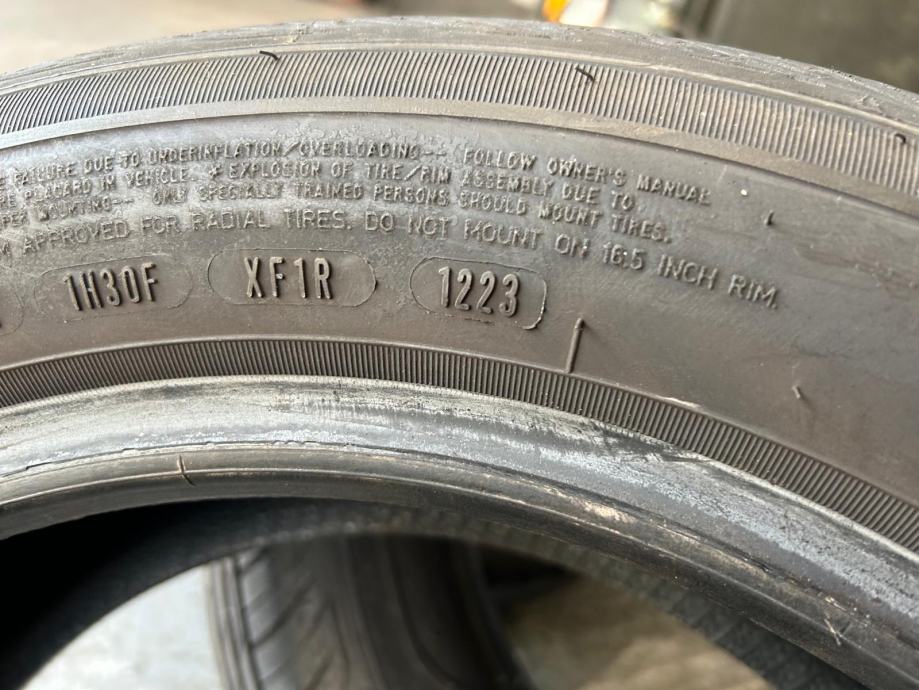 FAILURE DUE TO UNDERINFLATION/OVERLOADING-- FOLLOW OWNER'S MANUAL
PLACARD IN VEHICLE. * EXPLOSION OF TIRE/RIM ASSEMBLY DUE TO
MOUNTING-- ONLY SPECIALLY TRAINED PERSONS SHOULD MOUNT TIRES.
APPROVED FOR RADIAL TIRES. DO NOT MOUNT ON 16.5 INCH RIM.
1H30F XF1R 1223